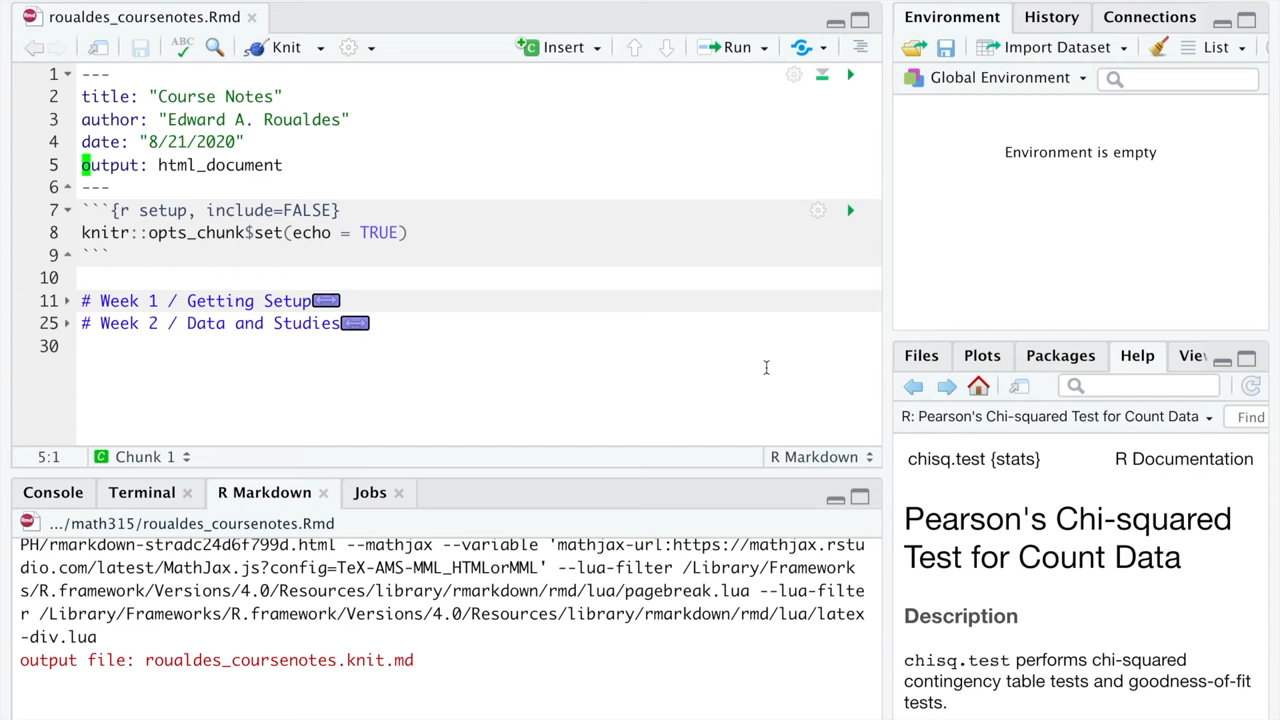 roualdes_coursenotes.Rmd
ABC
Knit
Insert
Run
1 ---
2 title: "Course Notes"
3 author: "Edward A. Roualdes"
4 date: "8/21/2020"
5 output: html_document
6 ---
7 ```{r setup, include=FALSE}
8 knitr::opts_chunk$set(echo = TRUE)
9 ```
10
11 # Week 1 / Getting Setup
25 # Week 2 / Data and Studies
30
5:1 Chunk 1 R Markdown
Console Terminal R Markdown Jobs
.../math315/roualdes_coursenotes.Rmd
PH/rmarkdown-stradc24d6f799d.html --mathjax --variable 'mathjax-url:https://mathjax.rstu
dio.com/latest/MathJax.js?config=TeX-AMS-MML_HTMLorMML' --lua-filter /Library/Framework
s/R.framework/Versions/4.0/Resources/library/rmarkdown/rmd/lua/pagebreak.lua --lua-filte
r /Library/Frameworks/R.framework/Versions/4.0/Resources/library/rmarkdown/rmd/lua/latex
-div.lua
output file: roualdes_coursenotes.knit.md
Environment History Connections
Import Dataset List
Global Environment
Environment is empty
Files Plots Packages Help Vie
R: Pearson's Chi-squared Test for Count Data Find
chisq.test {stats} R Documentation
Pearson's Chi-squared
Test for Count Data
Description
chisq.test performs chi-squared
contingency table tests and goodness-of-fit
tests.